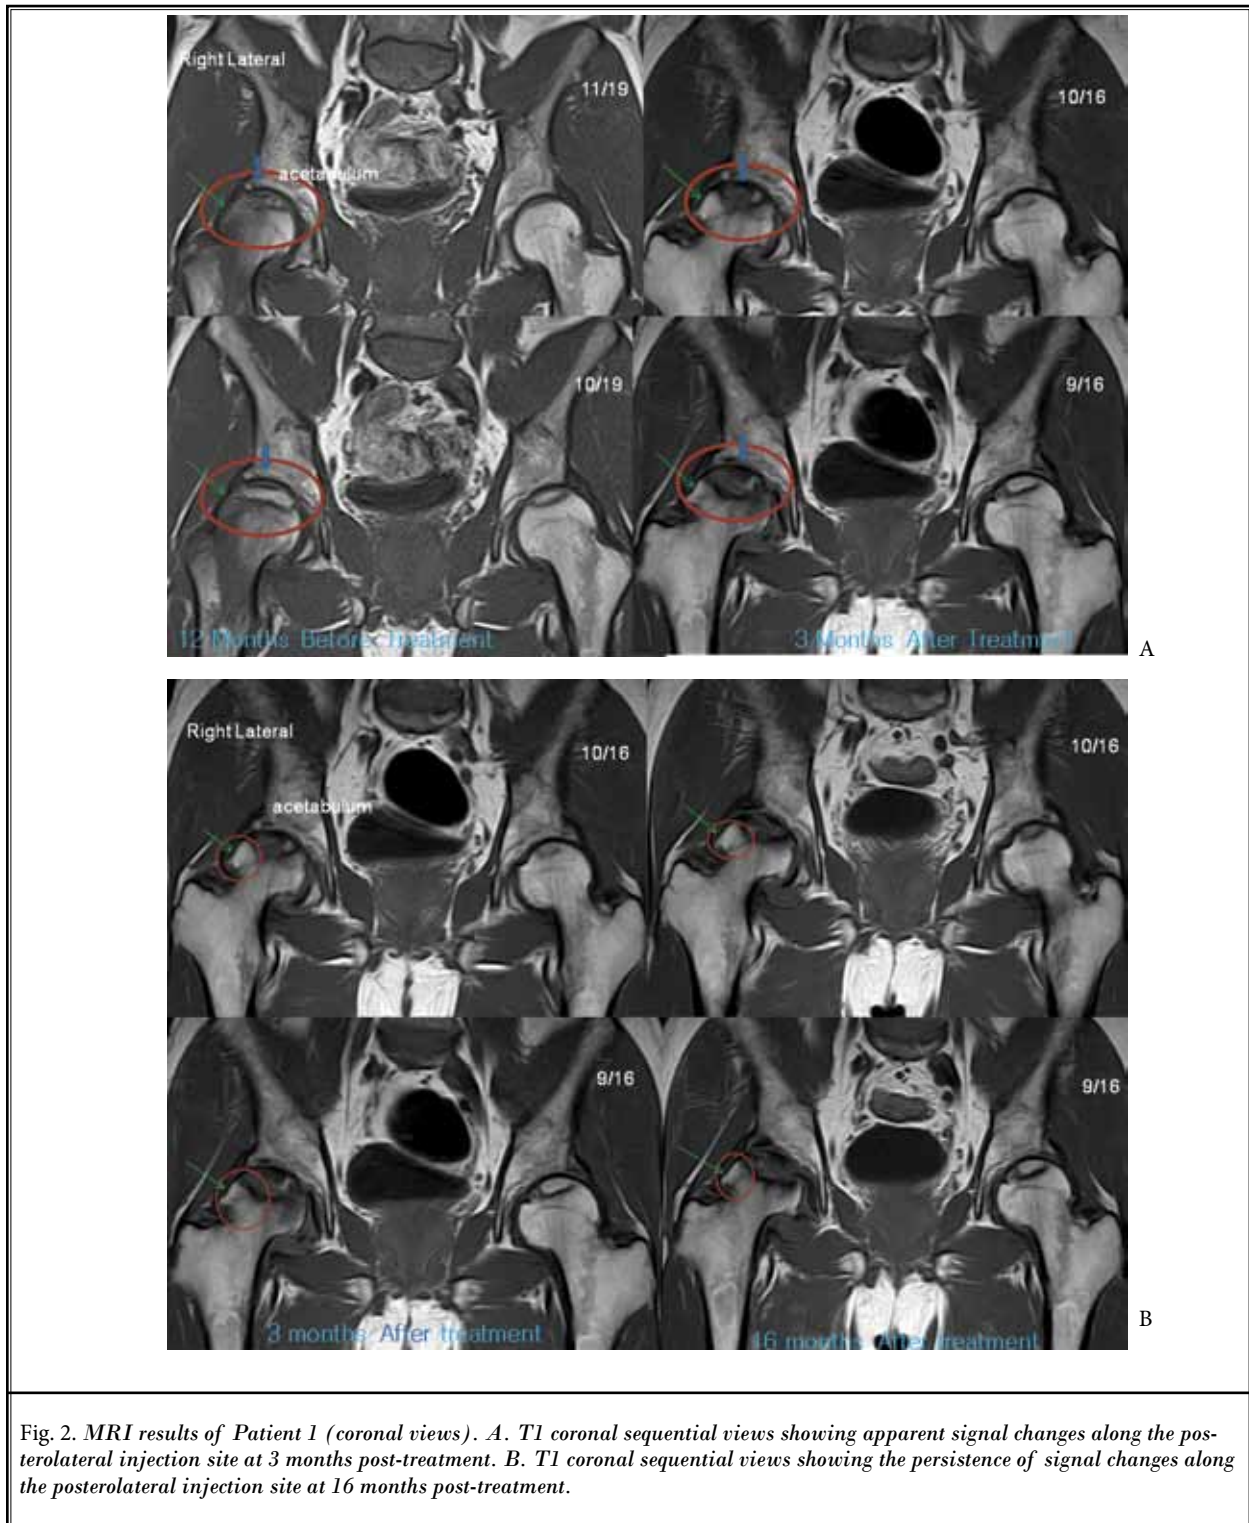 Right Lateral
11/19
10/16
acetabulum
10/19
9/16
12 Months Before Treatment
3 Months After Treatment
A
Right Lateral
10/16
10/16
acetabulum
9/16
9/16
3 months After treatment
16 months After treatment
B
Fig. 2. MRI results of Patient 1 (coronal views). A. T1 coronal sequential views showing apparent signal changes along the pos-
terolateral injection site at 3 months post-treatment. B. T1 coronal sequential views showing the persistence of signal changes along
the posterolateral injection site at 16 months post-treatment.